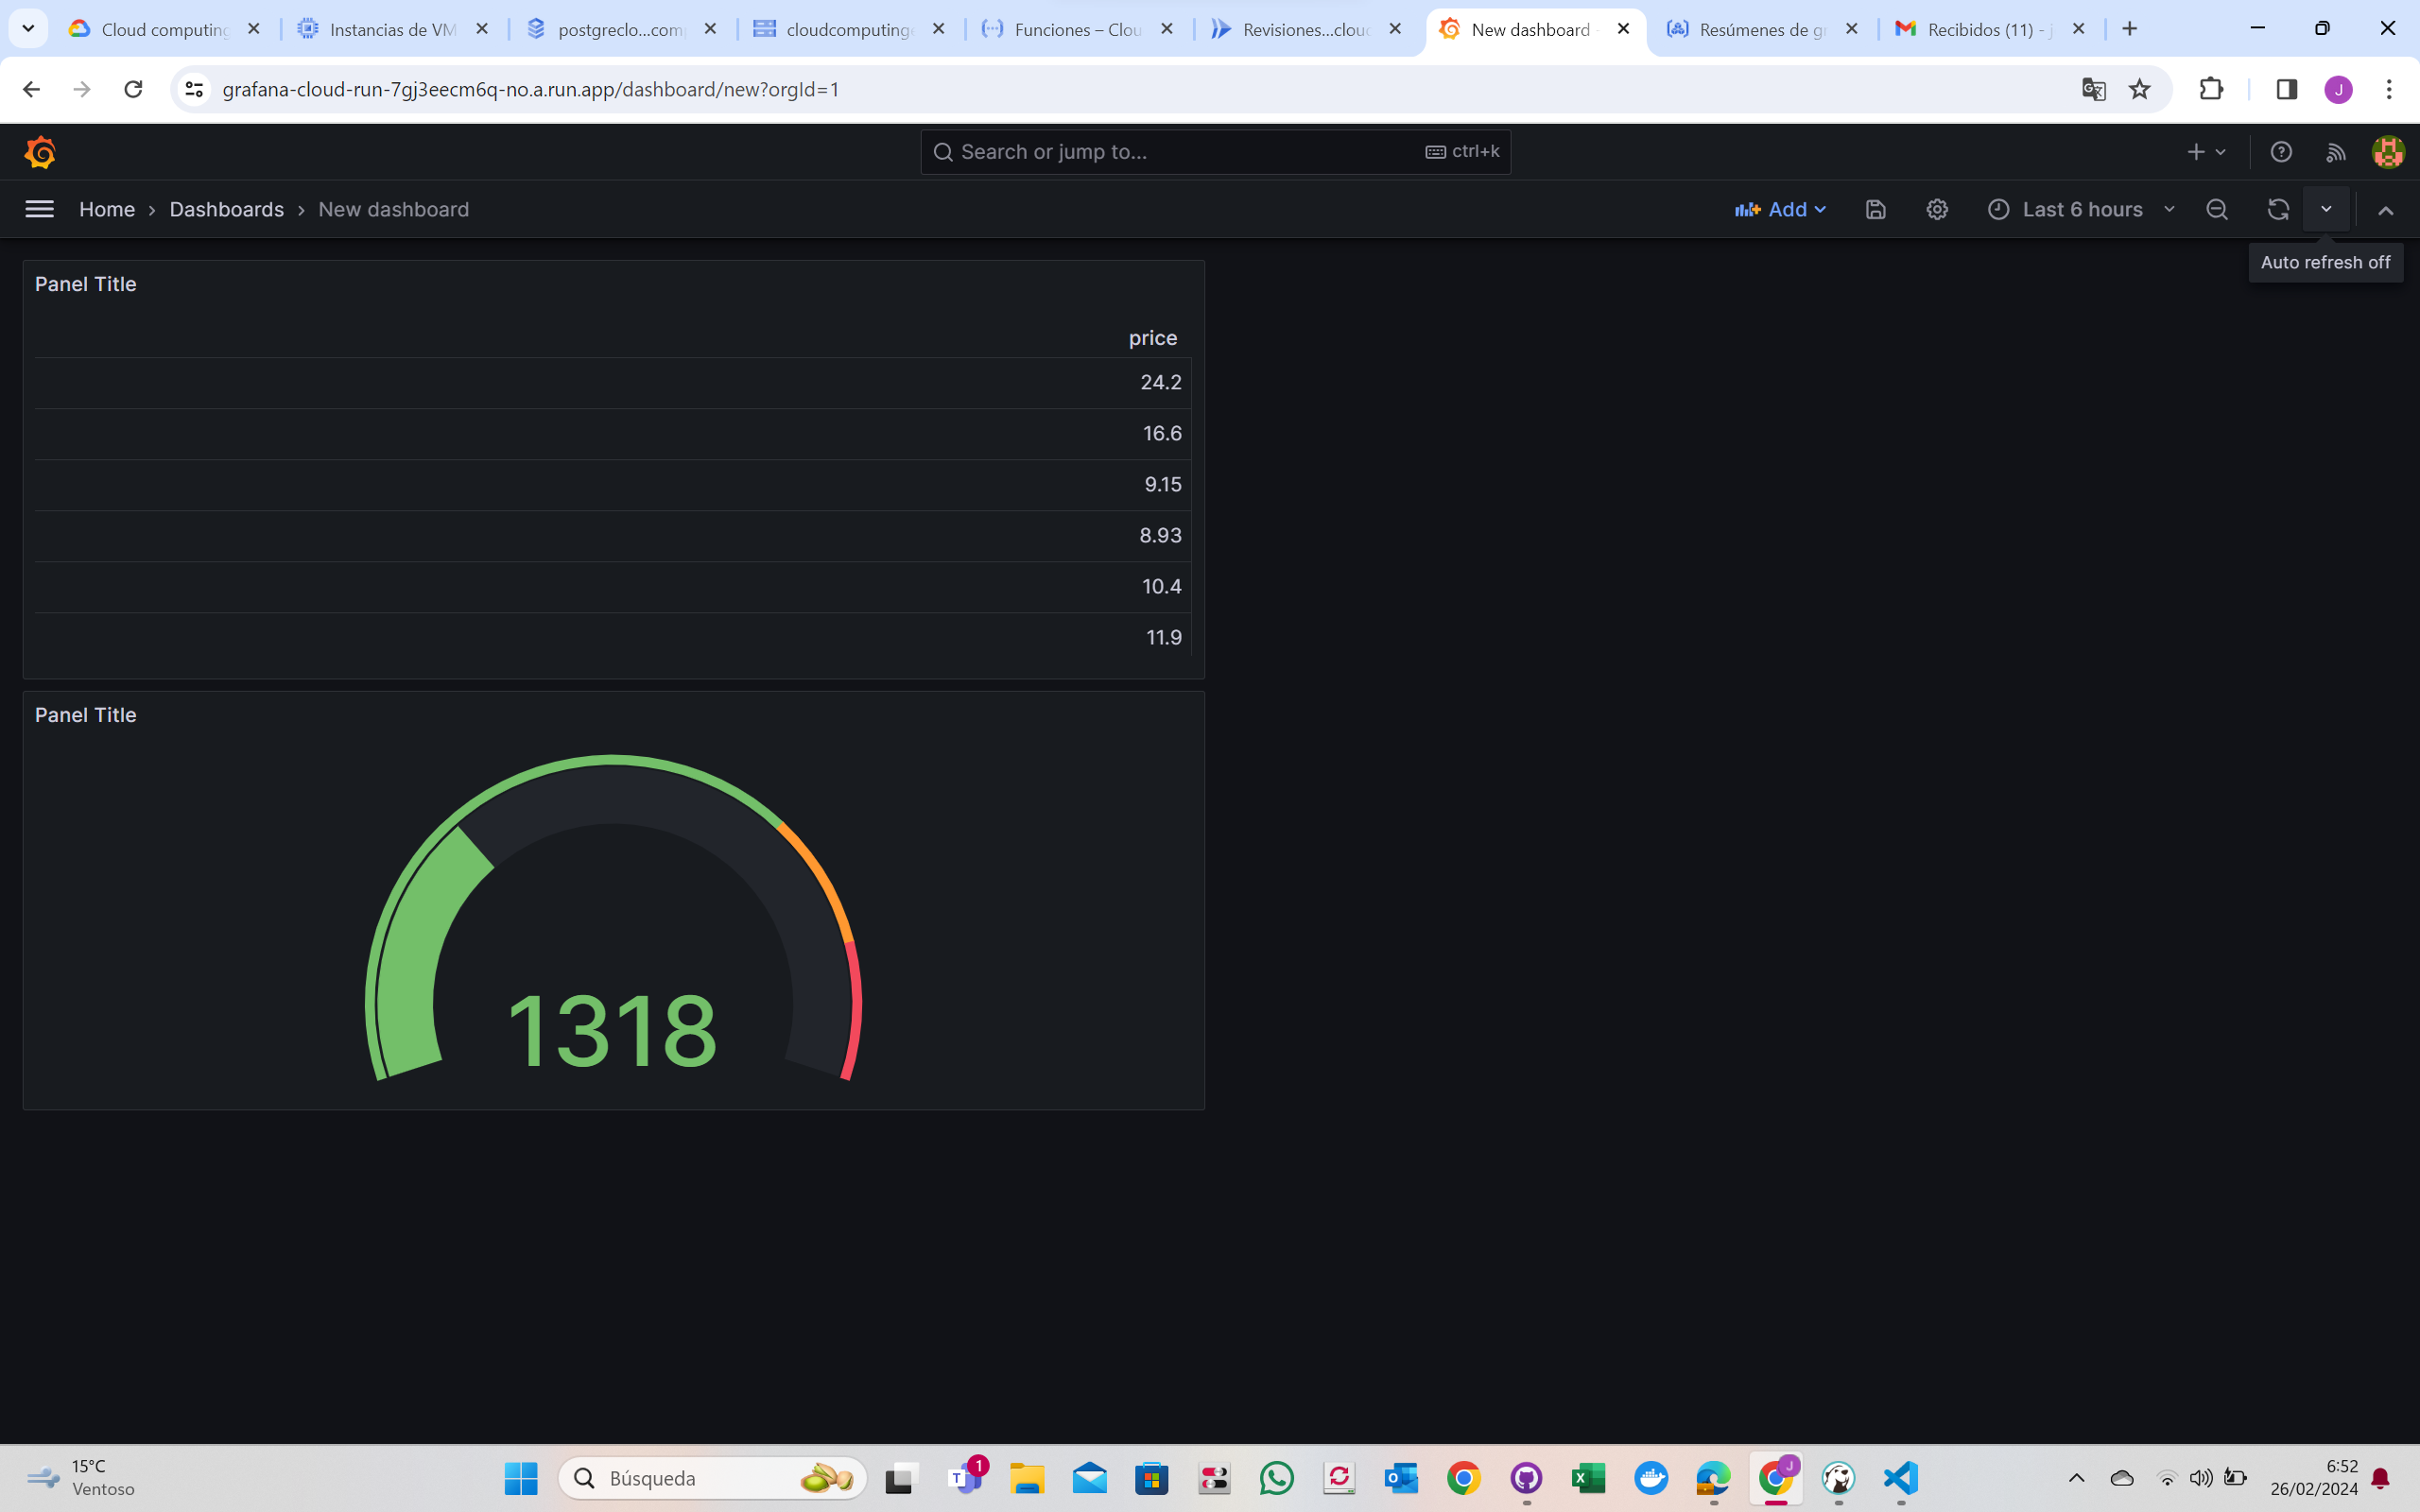 Cloud computing
Instancias de VM
postgreclo...com
cloudcomputinge
Funciones – Clou
Revisiones...clou
New dashboard
Resúmenes de gr
Recibidos (11) - j
grafana-cloud-run-7gj3eecm6q-no.a.run.app/dashboard/new?orgId=1
J
Search or jump to...
ctrl+k
Home › Dashboards › New dashboard
Add
Last 6 hours
Auto refresh off
Panel Title
price
24.2
16.6
9.15
8.93
10.4
11.9
Panel Title
1318
15°C
Ventoso
Búsqueda
1
J
6:52
26/02/2024